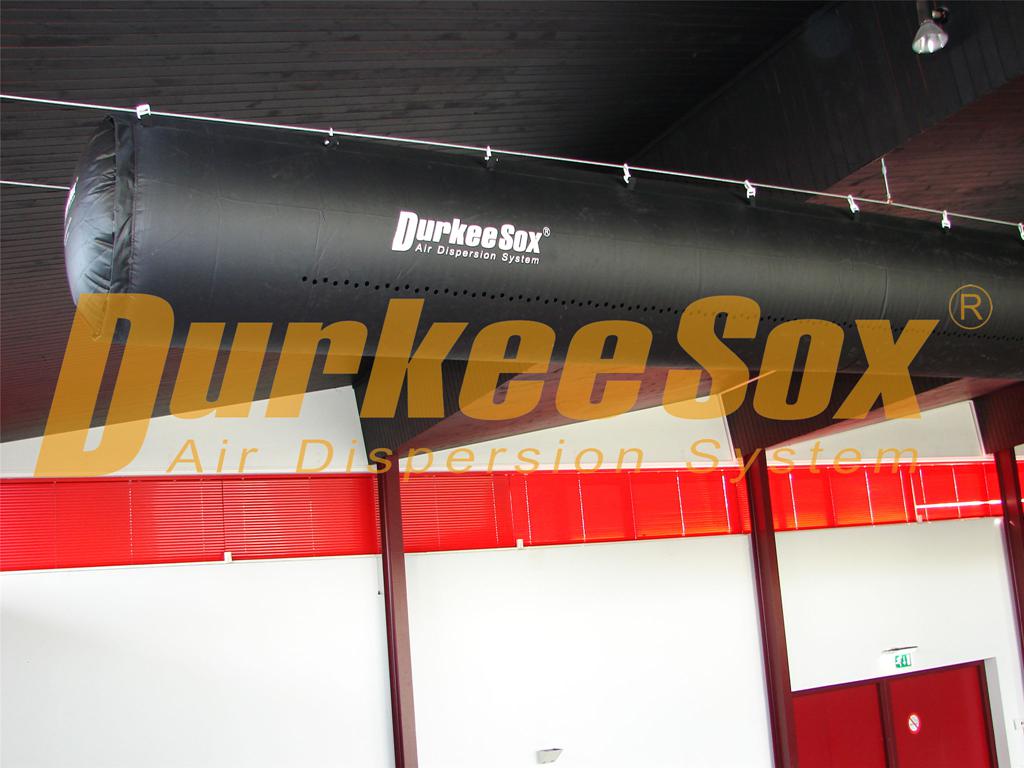 DurkeeSox®
Air Dispersion System
DurkeeSox®
Air Dispersion System